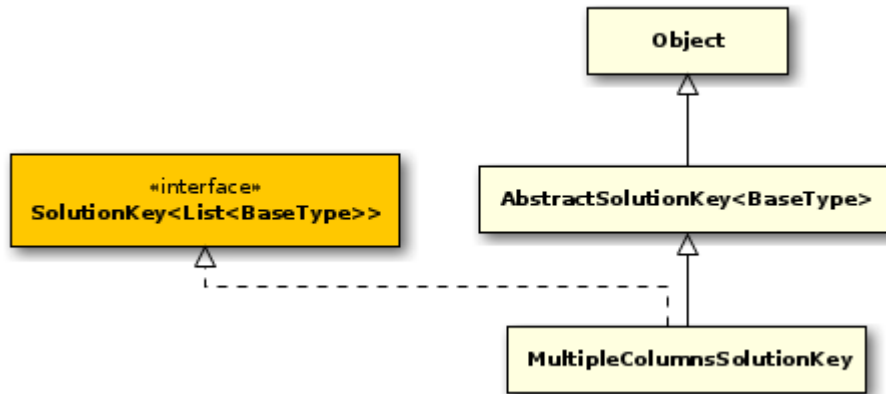 Object
«interface»
SolutionKey<List<BaseType>>
AbstractSolutionKey<BaseType>
MultipleColumnsSolutionKey